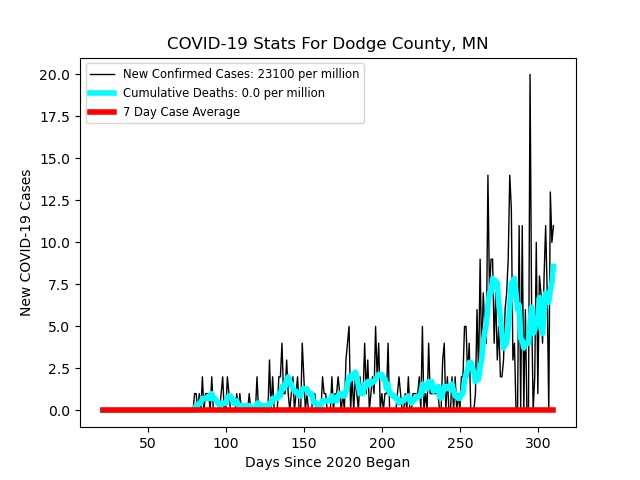 COVID-19 Stats For Dodge County, MN
New Confirmed Cases: 23100 per million
Cumulative Deaths: 0.0 per million
7 Day Case Average
20.0
17.5
15.0
12.5
10.0
7.5
5.0
2.5
0.0
New COVID-19 Cases
50 100 150 200 250 300
Days Since 2020 Began